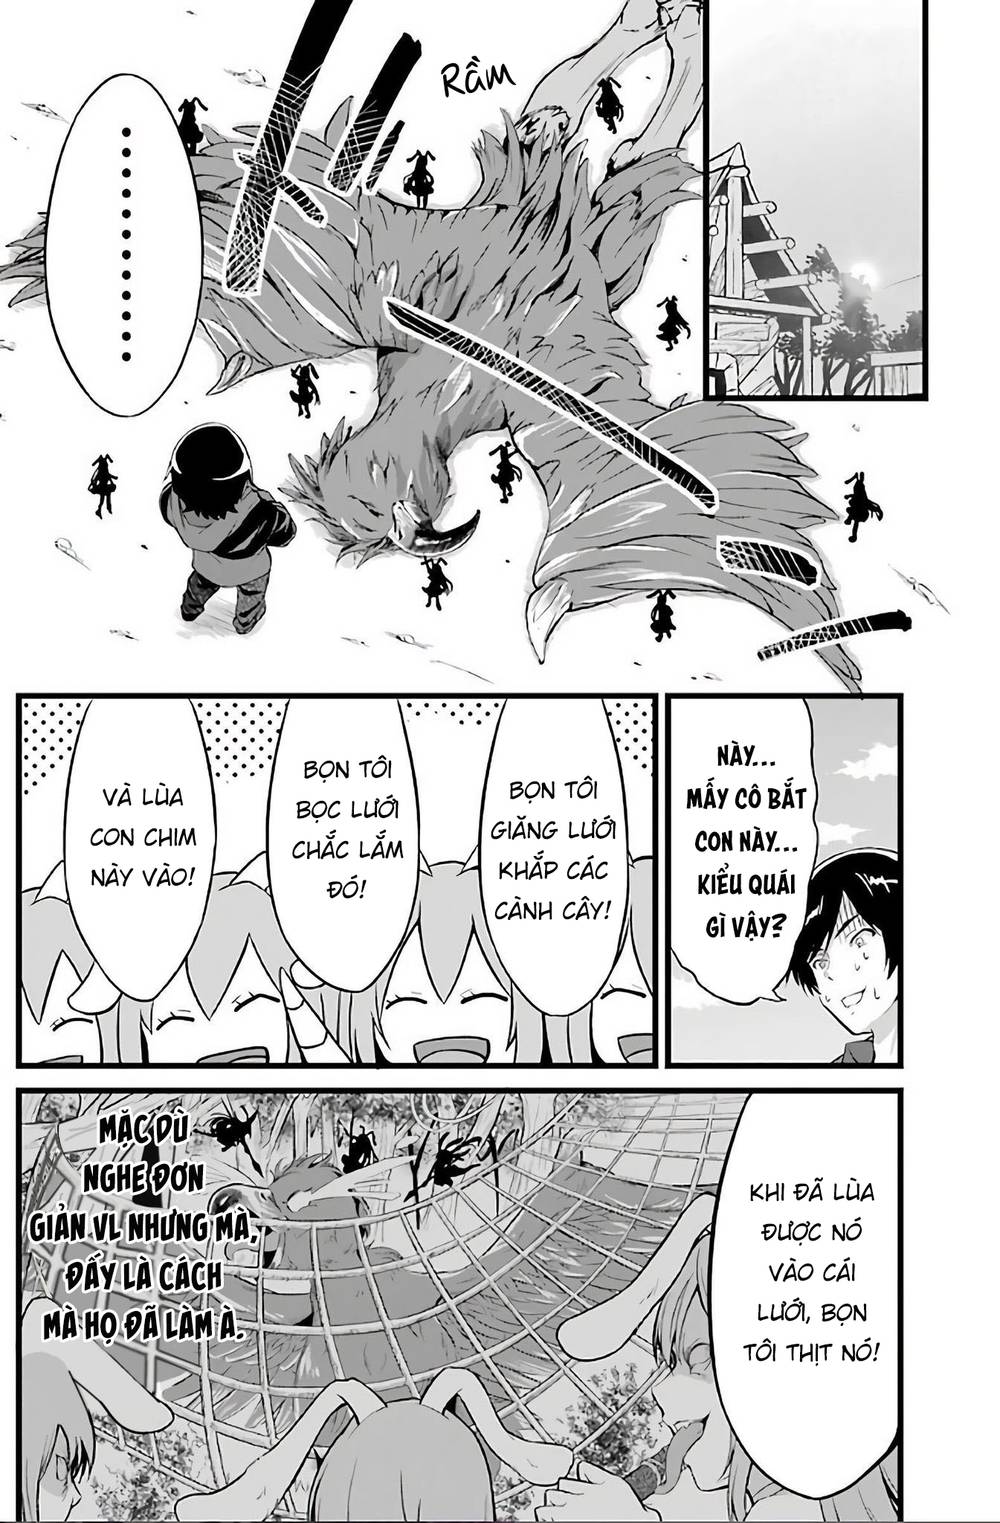 RẦM
NÀY...
MẤY CÔ BẮT
CON NÀY...
KIỂU QUÁI
GÌ VẬY?
BỌN TÔI
GIĂNG LƯỚI
KHẮP CÁC
CÀNH CÂY!
BỌN TÔI
BỌC LƯỚI
CHẮC LẮM
ĐÓ!
VÀ LÙA
CON CHIM
NÀY VÀO!
KHI ĐÃ LÙA
ĐƯỢC NÓ
VÀO CÁI
LƯỚI, BỌN
TÔI THỊT NÓ!
MẶC DÙ
NGHE ĐƠN
GIẢN VL NHƯNG MÀ,
ĐẤY LÀ CÁCH
MÀ HỌ ĐÃ LÀM À.